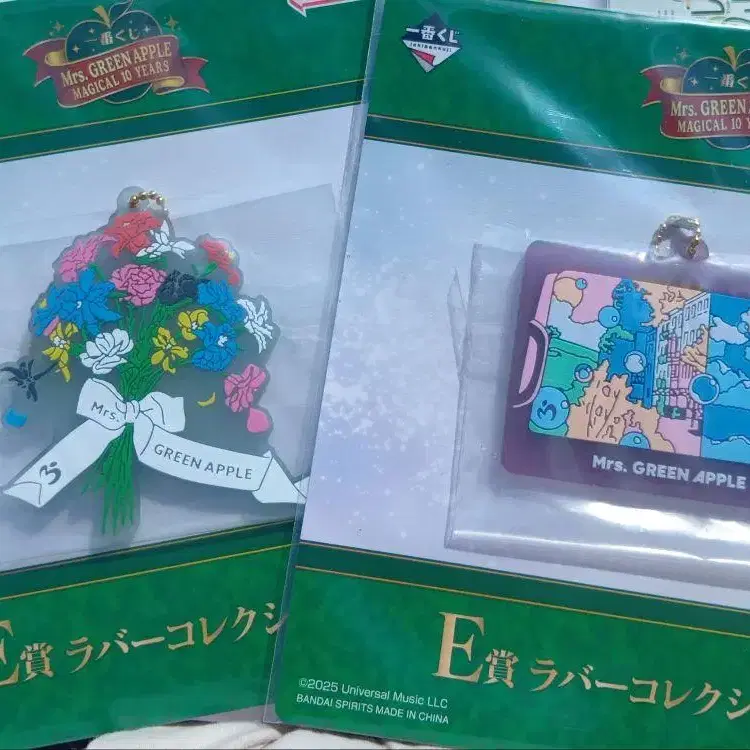 一番くじ
Mrs. GREEN APPLE
MAGICAL 10 YEARS
Mrs.
GREEN APPLE
E賞 ラバーコレクシ
一番くじ
ICHIBANKUJI
一番く
Mrs. GREEN
MAGICAL 10
Mrs. GREEN APPLE
E賞 ラバーコレクシ
©2025 Universal Music LLC
BANDAI SPIRITS MADE IN CHINA